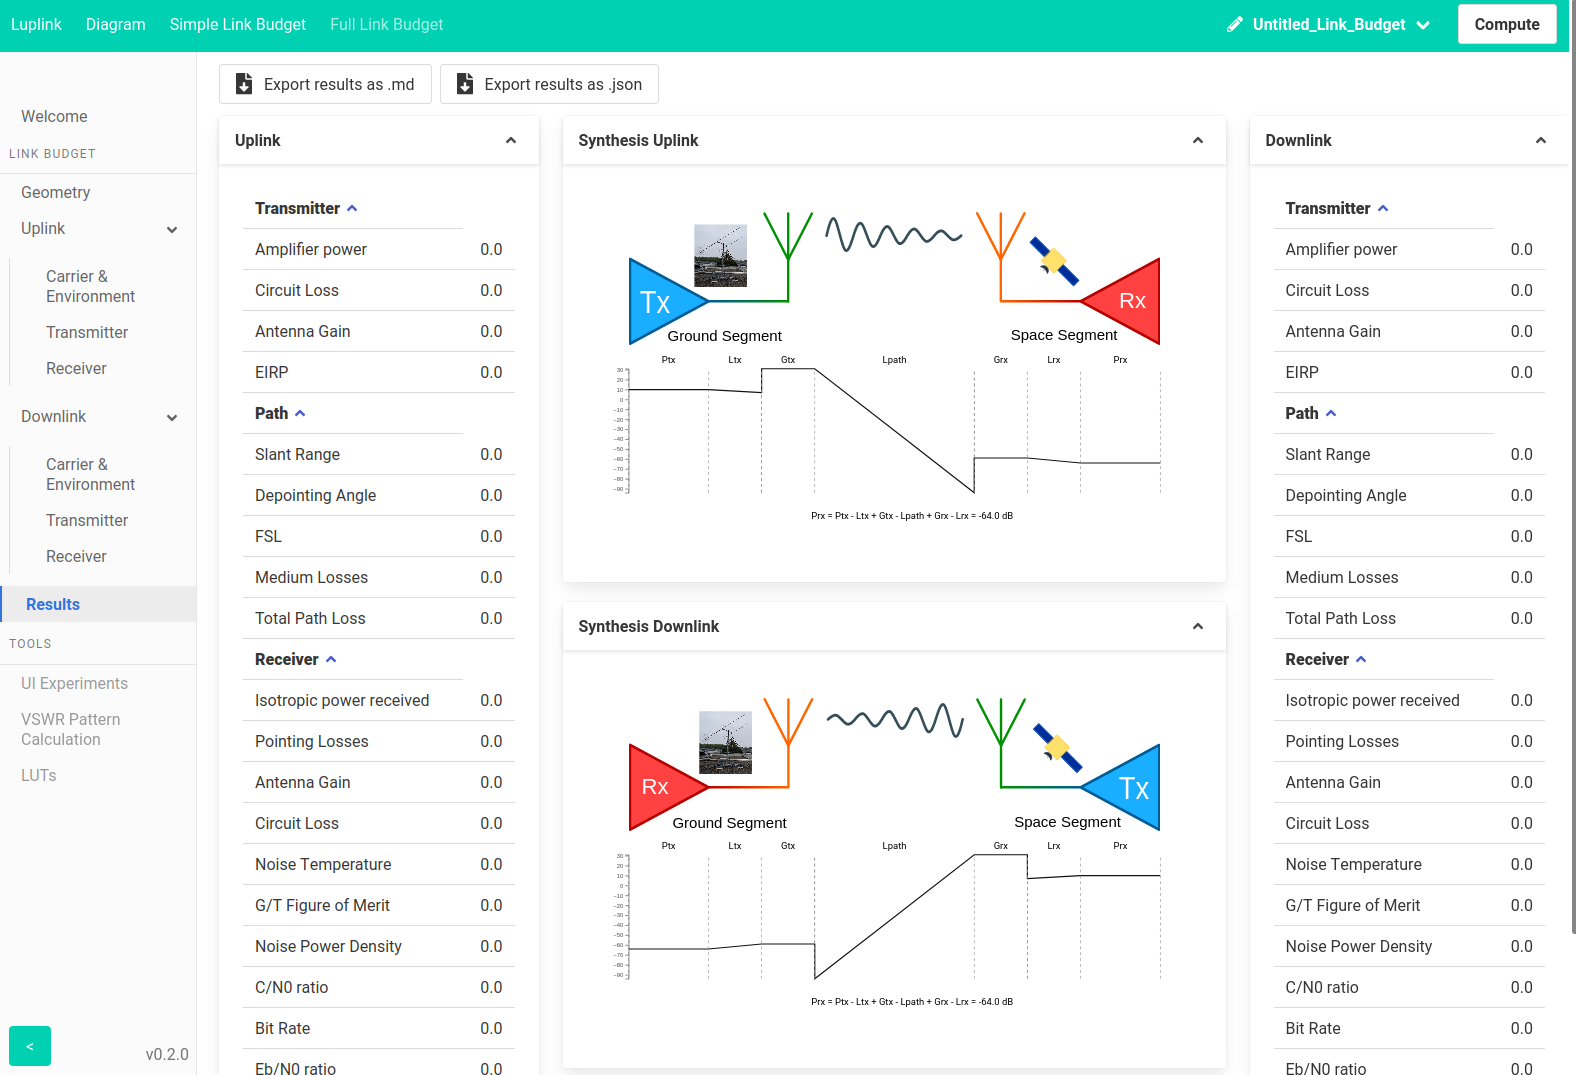 Luplink Diagram Simple Link Budget Full Link Budget Untitled_Link_Budget Compute
Welcome
LINK BUDGET
Geometry
Uplink
Carrier &
Environment
Transmitter
Receiver
Downlink
Carrier &
Environment
Transmitter
Receiver
Results
TOOLS
UI Experiments
VSWR Pattern
Calculation
LUTs
<
v0.2.0
Export results as .md
Export results as .json
Uplink
Transmitter
Amplifier power 0.0
Circuit Loss 0.0
Antenna Gain 0.0
EIRP 0.0
Path
Slant Range 0.0
Depointing Angle 0.0
FSL 0.0
Medium Losses 0.0
Total Path Loss 0.0
Receiver
Isotropic power received 0.0
Pointing Losses 0.0
Antenna Gain 0.0
Circuit Loss 0.0
Noise Temperature 0.0
G/T Figure of Merit 0.0
Noise Power Density 0.0
C/N0 ratio 0.0
Bit Rate 0.0
Eb/N0 ratio 0.0
Synthesis Uplink
Tx
Rx
Ground Segment
Space Segment
Ptx Ltx Gtx Lpath Grx Lrx Prx
30
20
10
0
-10
-20
-30
-40
-50
-60
-70
-80
-90
Prx = Ptx - Ltx + Gtx - Lpath + Grx - Lrx = -64.0 dB
Synthesis Downlink
Rx
Tx
Ground Segment
Space Segment
Ptx Ltx Gtx Lpath Grx Lrx Prx
30
20
10
0
-10
-20
-30
-40
-50
-60
-70
-80
-90
Prx = Ptx - Ltx + Gtx - Lpath + Grx - Lrx = -64.0 dB
Downlink
Transmitter
Amplifier power 0.0
Circuit Loss 0.0
Antenna Gain 0.0
EIRP 0.0
Path
Slant Range 0.0
Depointing Angle 0.0
FSL 0.0
Medium Losses 0.0
Total Path Loss 0.0
Receiver
Isotropic power received 0.0
Pointing Losses 0.0
Antenna Gain 0.0
Circuit Loss 0.0
Noise Temperature 0.0
G/T Figure of Merit 0.0
Noise Power Density 0.0
C/N0 ratio 0.0
Bit Rate 0.0
Eb/N0 ratio 0.0